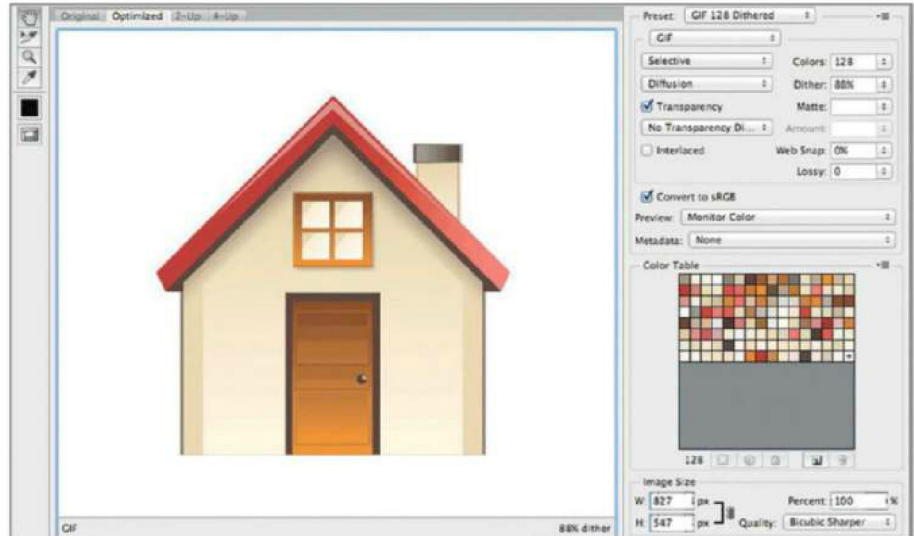 Original Optimized 2-Up 4-Up
Preset: GIF 128 Dithered
GIF
Selective Colors: 128
Diffusion Dither: 88%
Transparency Matte:
No Transparency Di... Amount:
Interlaced Web Snap: 0%
Lossy: 0
Convert to sRGB
Preview: Monitor Color
Metadata: None
Color Table
128
Image Size
W: 827 px Percent: 100 %
H: 547 px Quality: Bicubic Sharper
GIF 88% dither